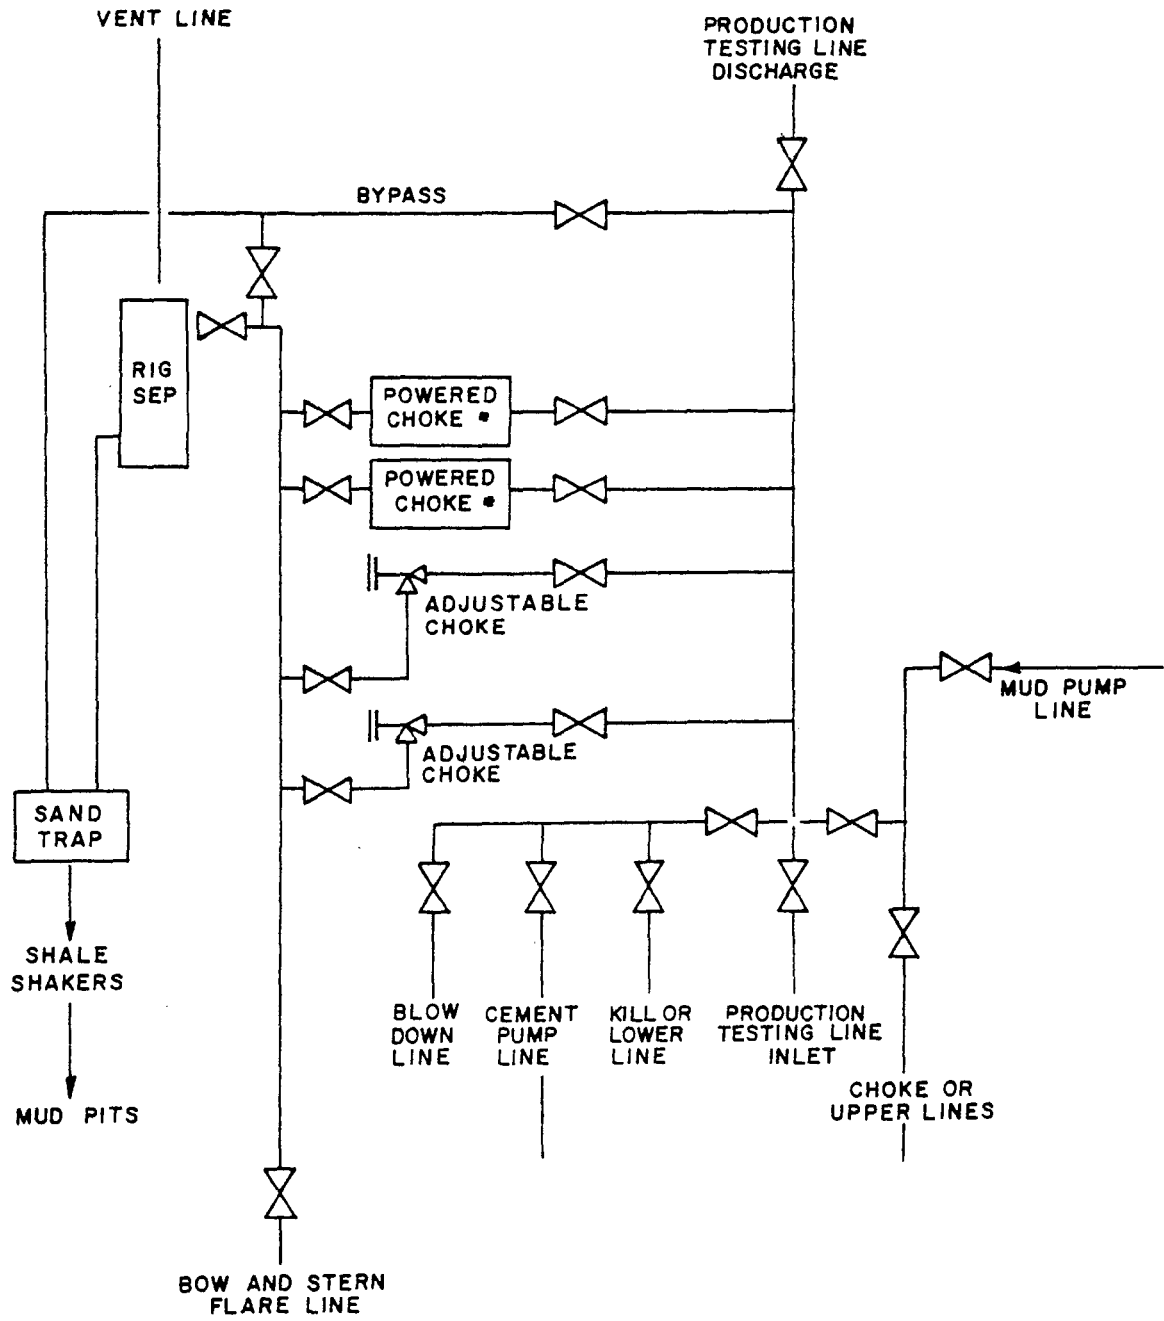 VENT LINE
PRODUCTION
TESTING LINE
DISCHARGE
BYPASS
RIG
SEP
POWERED
CHOKE *
POWERED
CHOKE *
ADJUSTABLE
CHOKE
MUD PUMP
LINE
ADJUSTABLE
CHOKE
SAND
TRAP
SHALE
SHAKERS
MUD PITS
BLOW
DOWN
LINE
CEMENT
PUMP
LINE
KILL OR
LOWER
LINE
PRODUCTION
TESTING LINE
INLET
CHOKE OR
UPPER LINES
BOW AND STERN
FLARE LINE